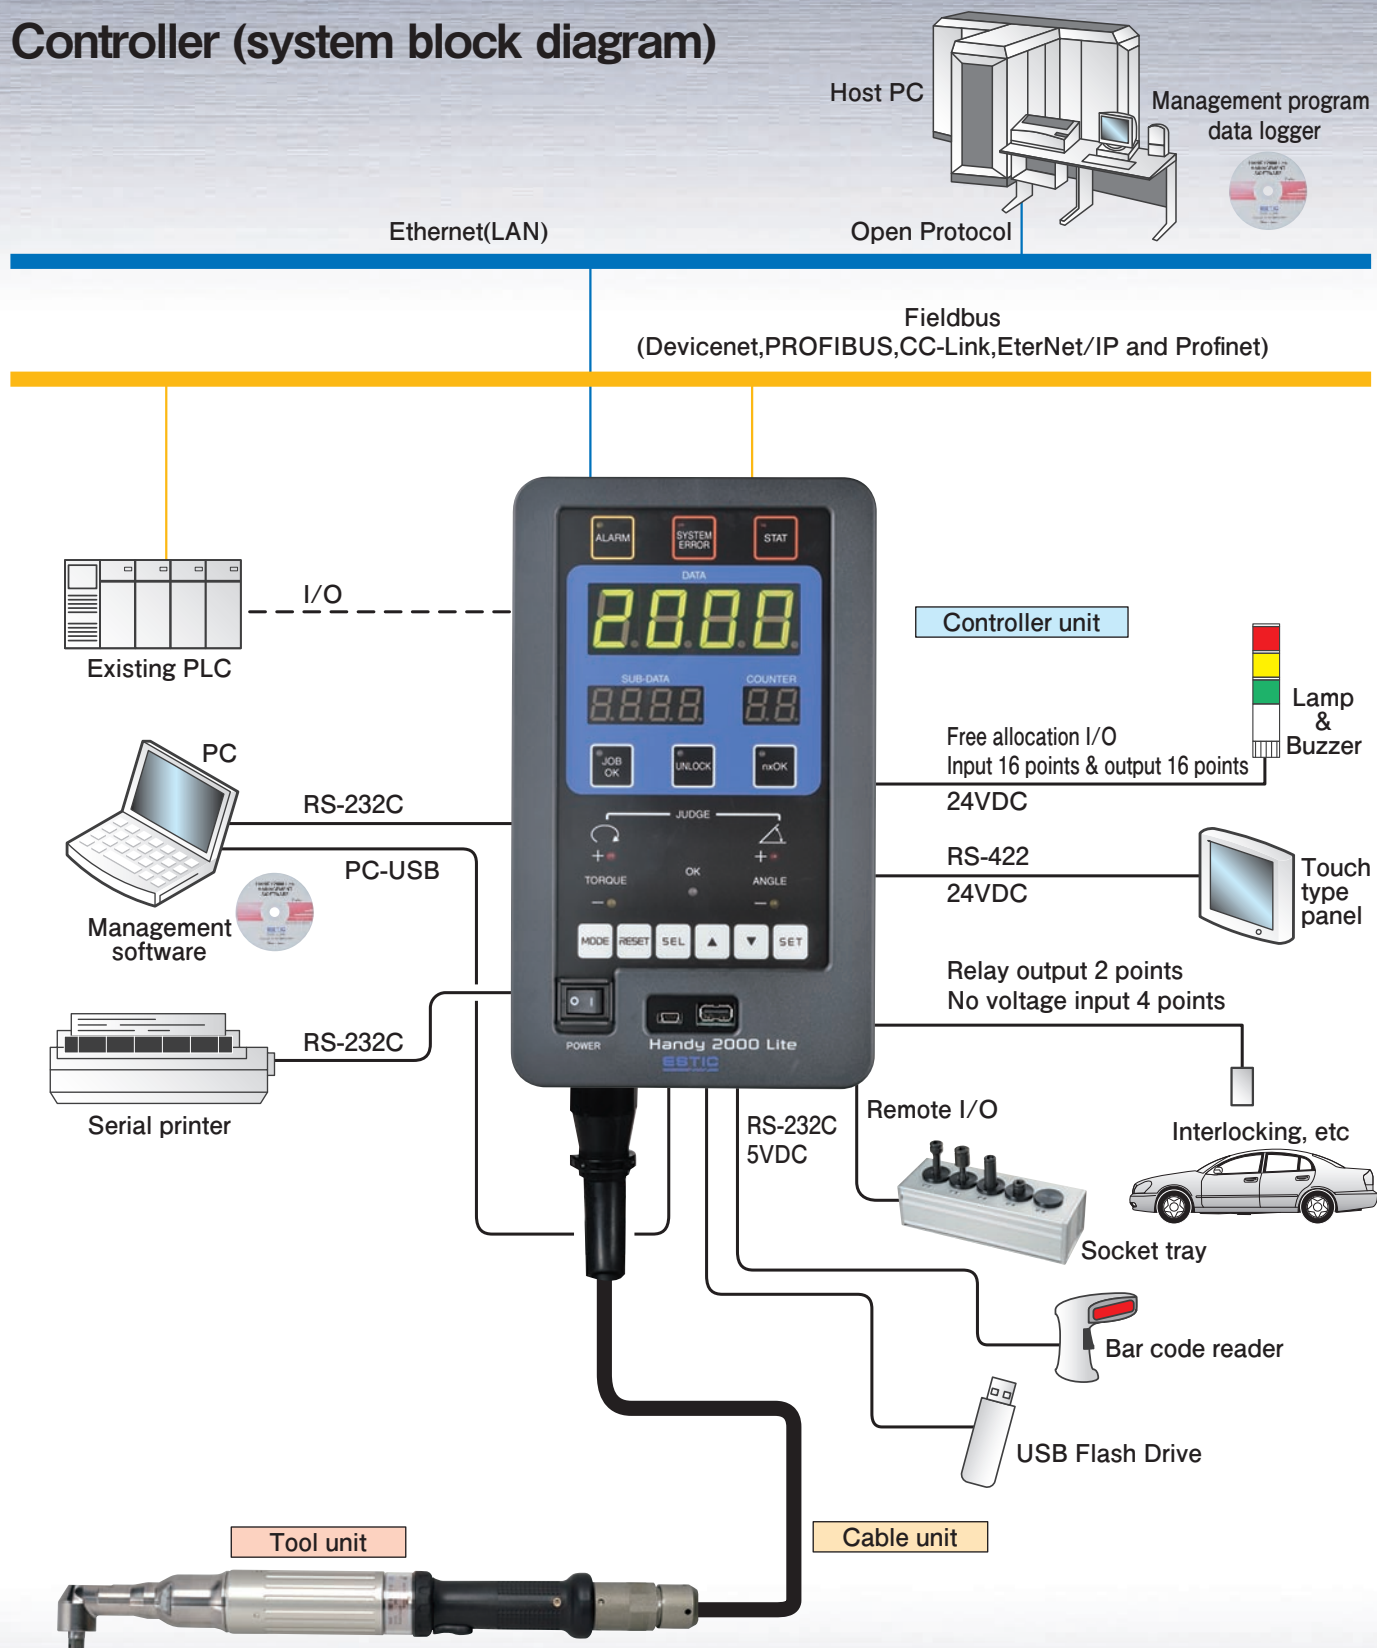 Controller (system block diagram)
Host PC
Management program
data logger
Ethernet(LAN)
Open Protocol
Fieldbus
(Devicenet,PROFIBUS,CC-Link,EterNet/IP and Profinet)
ALARM
SYSTEM
ERROR
STAT
DATA
2000
I/O
Existing PLC
Controller unit
SUB-DATA
COUNTER
JOB
OK
UNLOCK
nxOK
Lamp
&
Buzzer
Free allocation I/O
Input 16 points & output 16 points
24VDC
PC
RS-232C
PC-USB
Management
software
JUDGE
+
+
TORQUE
OK
ANGLE
−
−
RS-422
24VDC
Touch
type
panel
MODE
RESET
SEL
▲
▼
SET
Relay output 2 points
No voltage input 4 points
O I
POWER
Handy 2000 Lite
ESTIC
RS-232C
Serial printer
RS-232C
5VDC
Remote I/O
Interlocking, etc
Socket tray
Bar code reader
USB Flash Drive
Tool unit
Cable unit